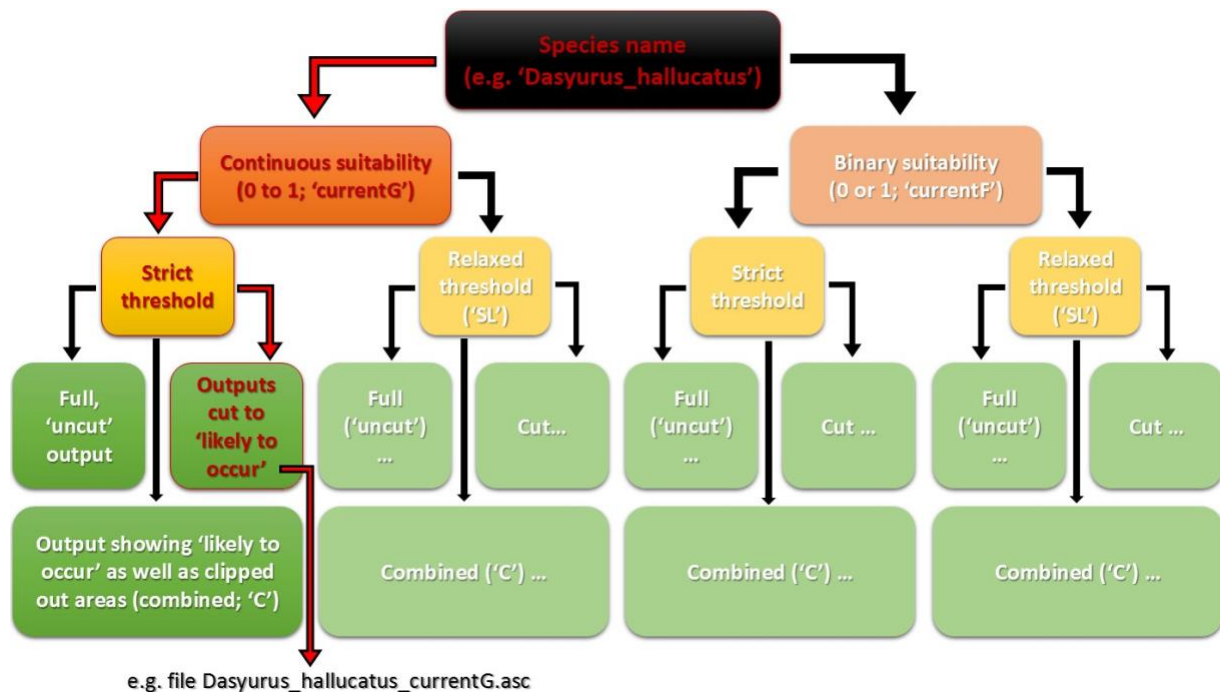 Species name
(e.g. ‘Dasyurus_hallucatus’)
Continuous suitability
(0 to 1; ‘currentG’)
Binary suitability
(0 or 1; ‘currentF’)
Strict
threshold
Relaxed
threshold
(‘SL’)
Strict
threshold
Relaxed
threshold
(‘SL’)
Full,
‘uncut’
output
Outputs
cut to
‘likely to
occur’
Full
(‘uncut’)
...
Cut...
Full
(‘uncut’)
...
Cut ...
Full
(‘uncut’)
...
Cut ...
Output showing ‘likely to
occur’ as well as clipped
out areas (combined; ‘C’)
Combined (‘C’) ...
Combined (‘C’) ...
Combined (‘C’) ...
e.g. file Dasyurus_hallucatus_currentG.asc